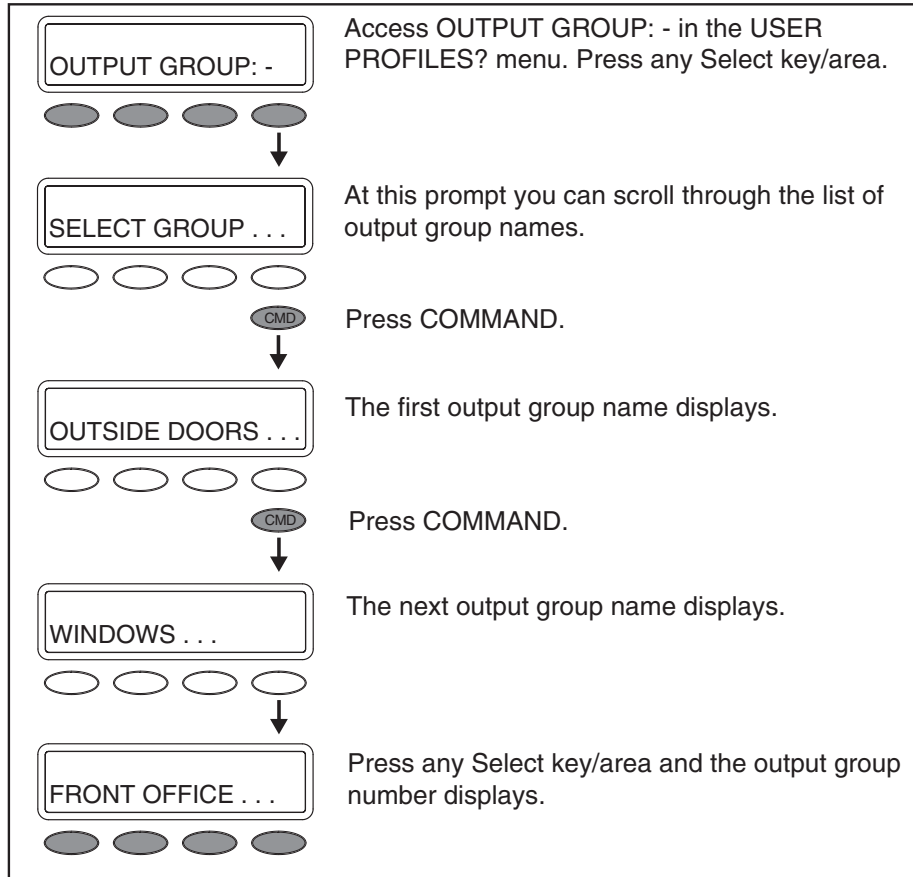 OUTPUT GROUP: -
Access OUTPUT GROUP: - in the USER
PROFILES? menu. Press any Select key/area.
SELECT GROUP . . .
At this prompt you can scroll through the list of
output group names.
CMD
Press COMMAND.
OUTSIDE DOORS . . .
The first output group name displays.
CMD
Press COMMAND.
WINDOWS . . .
The next output group name displays.
FRONT OFFICE . . .
Press any Select key/area and the output group
number displays.